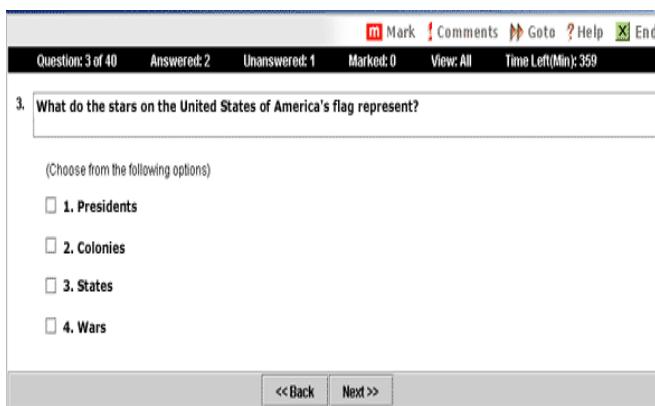 m Mark ! Comments Goto ? Help X End
Question: 3 of 40 Answered: 2 Unanswered: 1 Marked: 0 View: All Time Left(Min): 359
3. What do the stars on the United States of America's flag represent?
(Choose from the following options)
1. Presidents
2. Colonies
3. States
4. Wars
<< Back Next >>